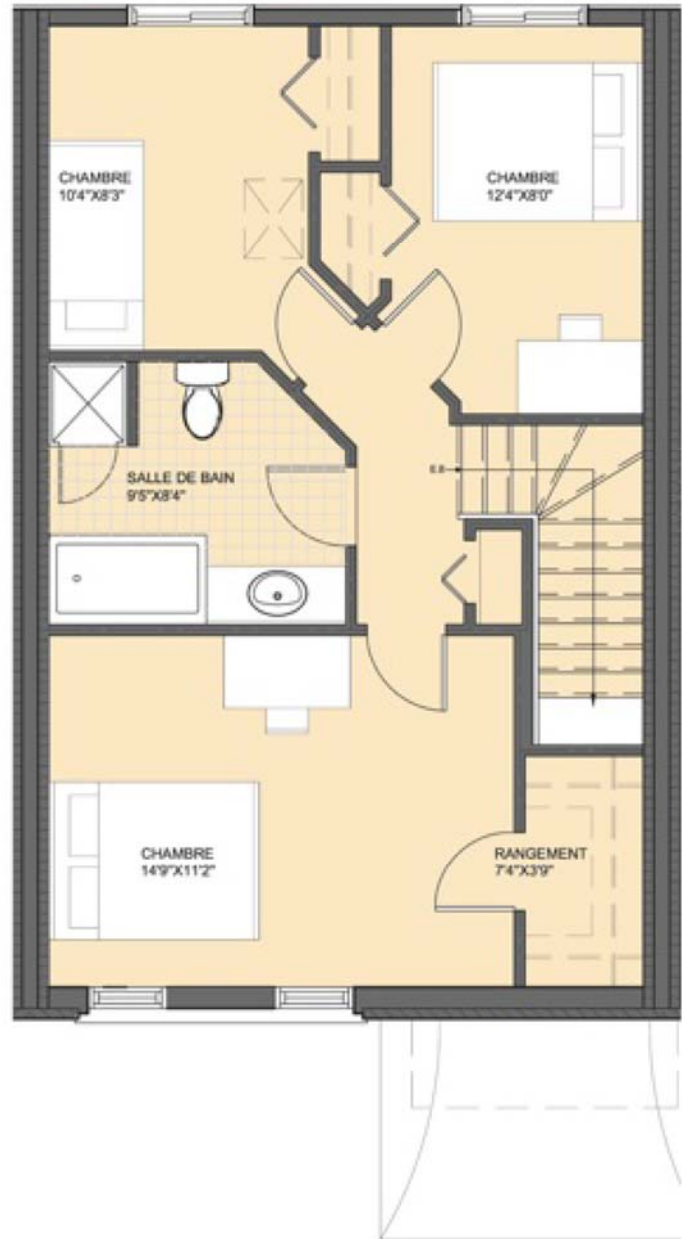 CHAMBRE
10'4"X8'3"
CHAMBRE
12'4"X8'0"
SALLE DE BAIN
9'5"X8'4"
CHAMBRE
14'9"X11'2"
RANGEMENT
7'4"X3'9"